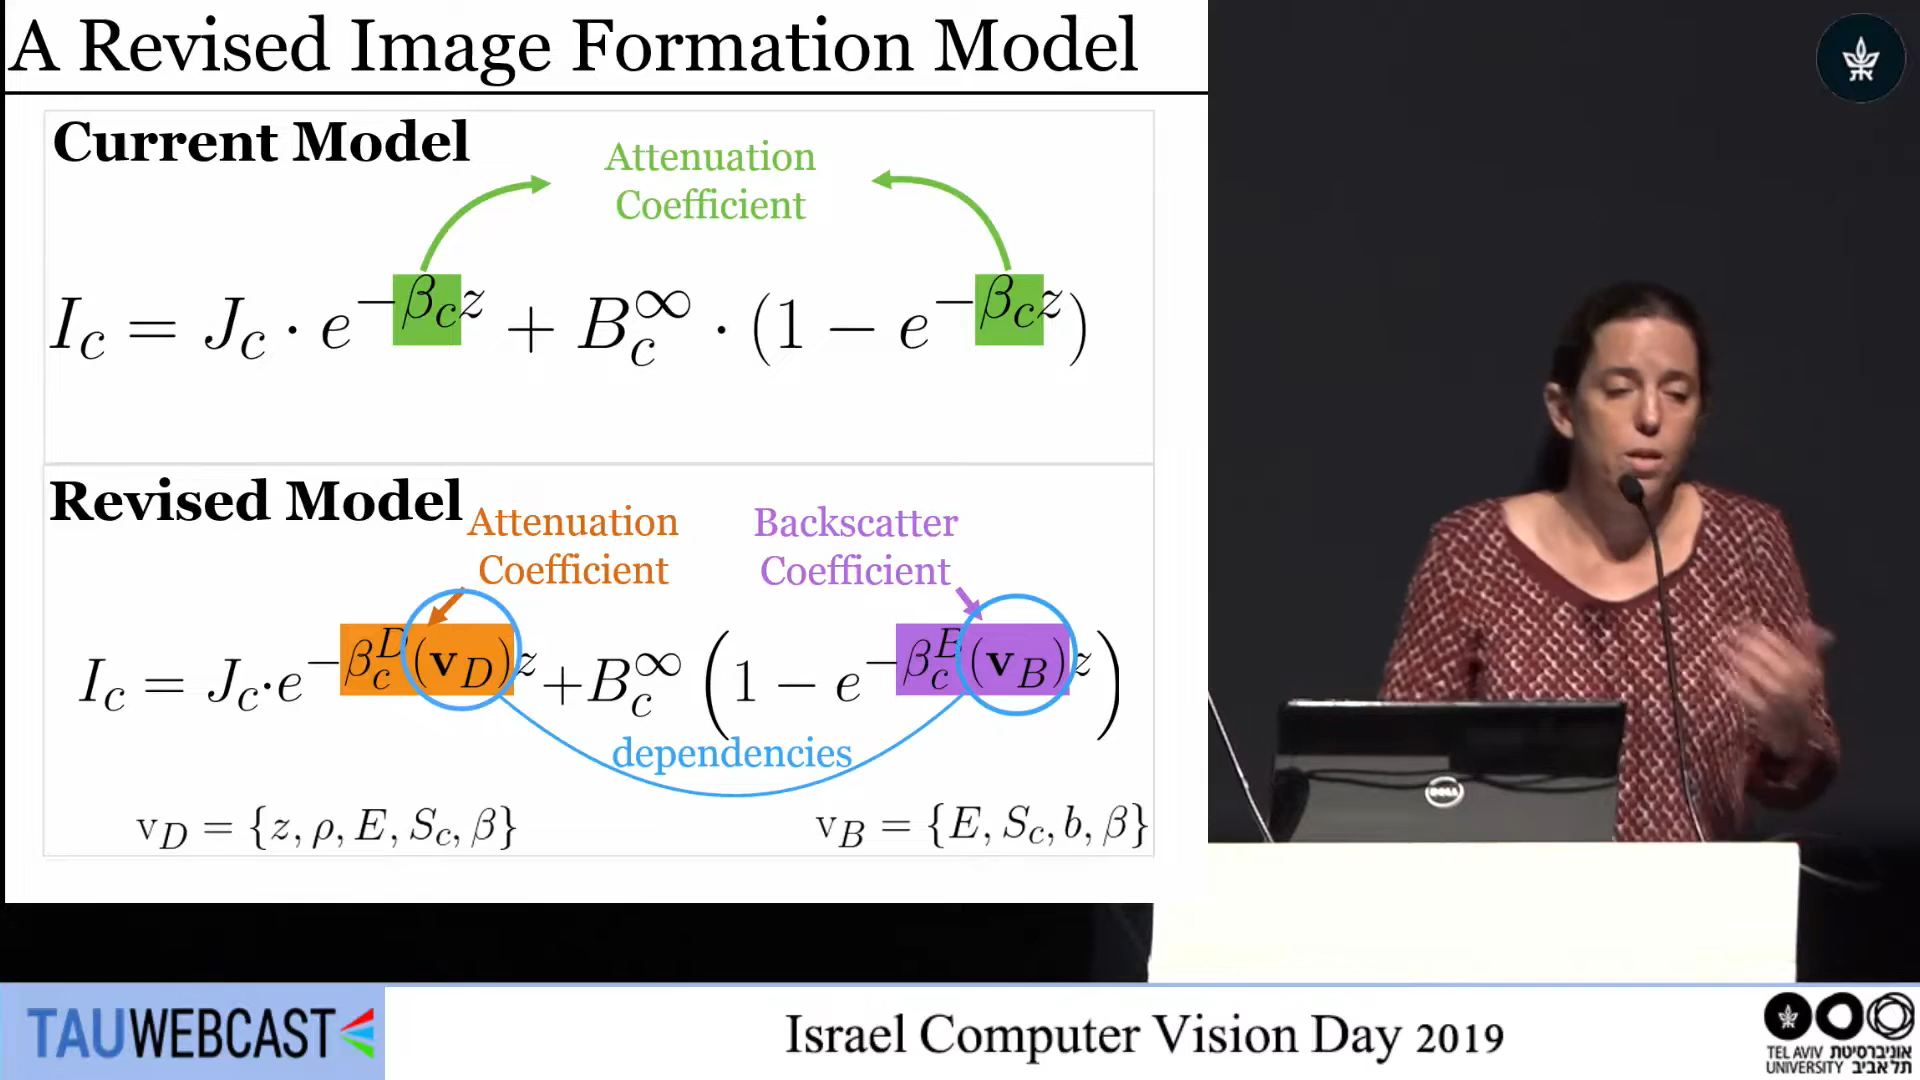 A Revised Image Formation Model
Current Model
Attenuation
Coefficient
I_c = J_c · e^{−β_c z} + B_c^∞ · (1 − e^{−β_c z})
Revised Model
Attenuation
Coefficient
Backscatter
Coefficient
I_c = J_c·e^{−β_c^D(v_D)z}+B_c^∞ (1 − e^{−β_c^B(v_B)z})
dependencies
v_D = {z, ρ, E, S_c, β}
v_B = {E, S_c, b, β}
DELL
TAUWEBCAST
Israel Computer Vision Day 2019
TEL AVIV אוניברסיטת
UNIVERSITY תל אביב